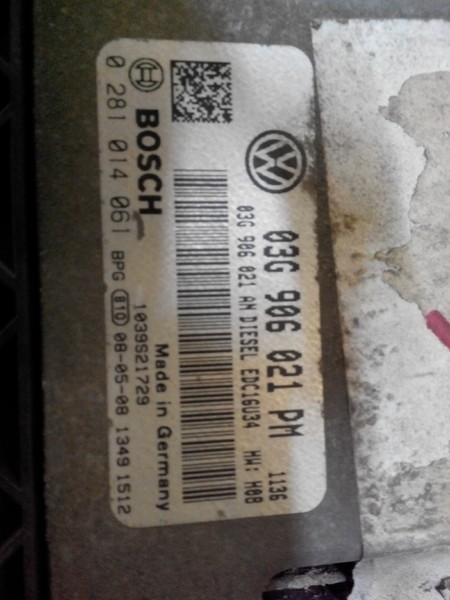 03G 906 021 PM 1136
03G 906 021 AN DIESEL EDC16U34 HW: H08
Made in Germany
BOSCH 1039S21729
0 281 014 061 BPG 810 08-05-08 1349 1512